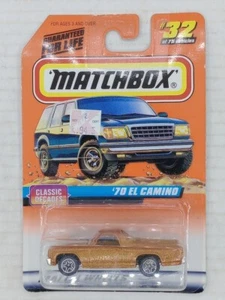 GUARANTEED
FOR LIFE
#32
OF 75 VEHICLES
MATCHBOX
'70 EL CAMINO
CLASSIC
DECADES